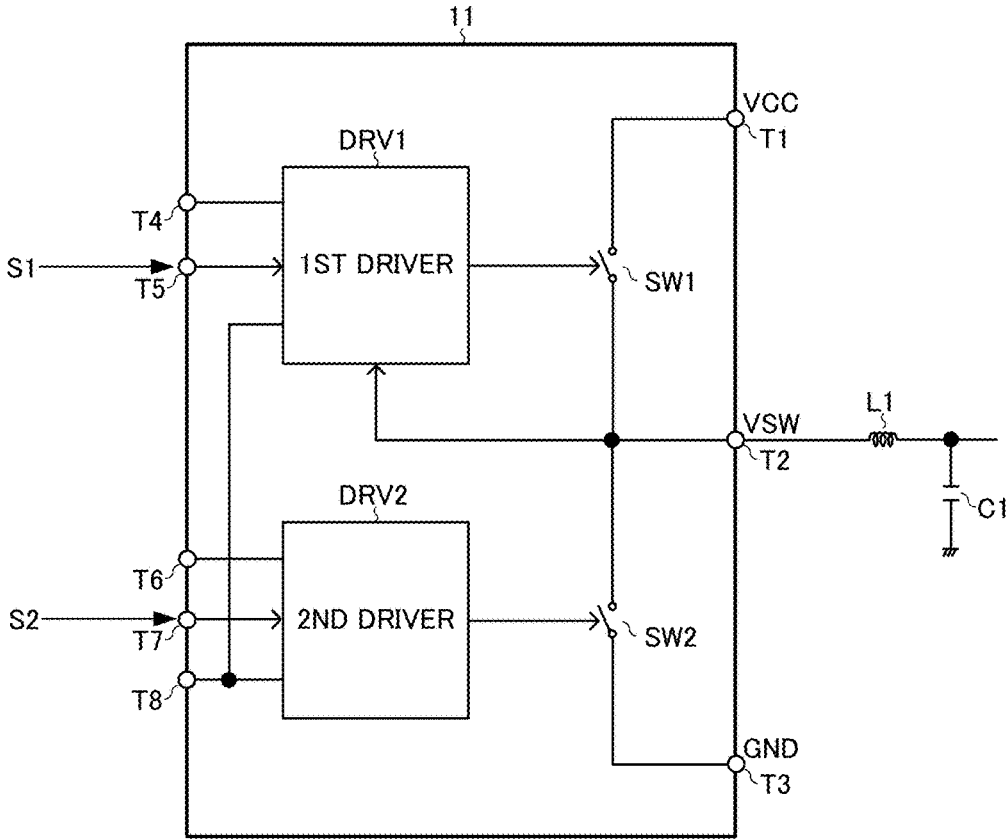 11
VCC
T1
DRV1
T4
S1
T5
1ST DRIVER
SW1
VSW
T2
L1
C1
DRV2
T6
S2
T7
2ND DRIVER
SW2
T8
GND
T3